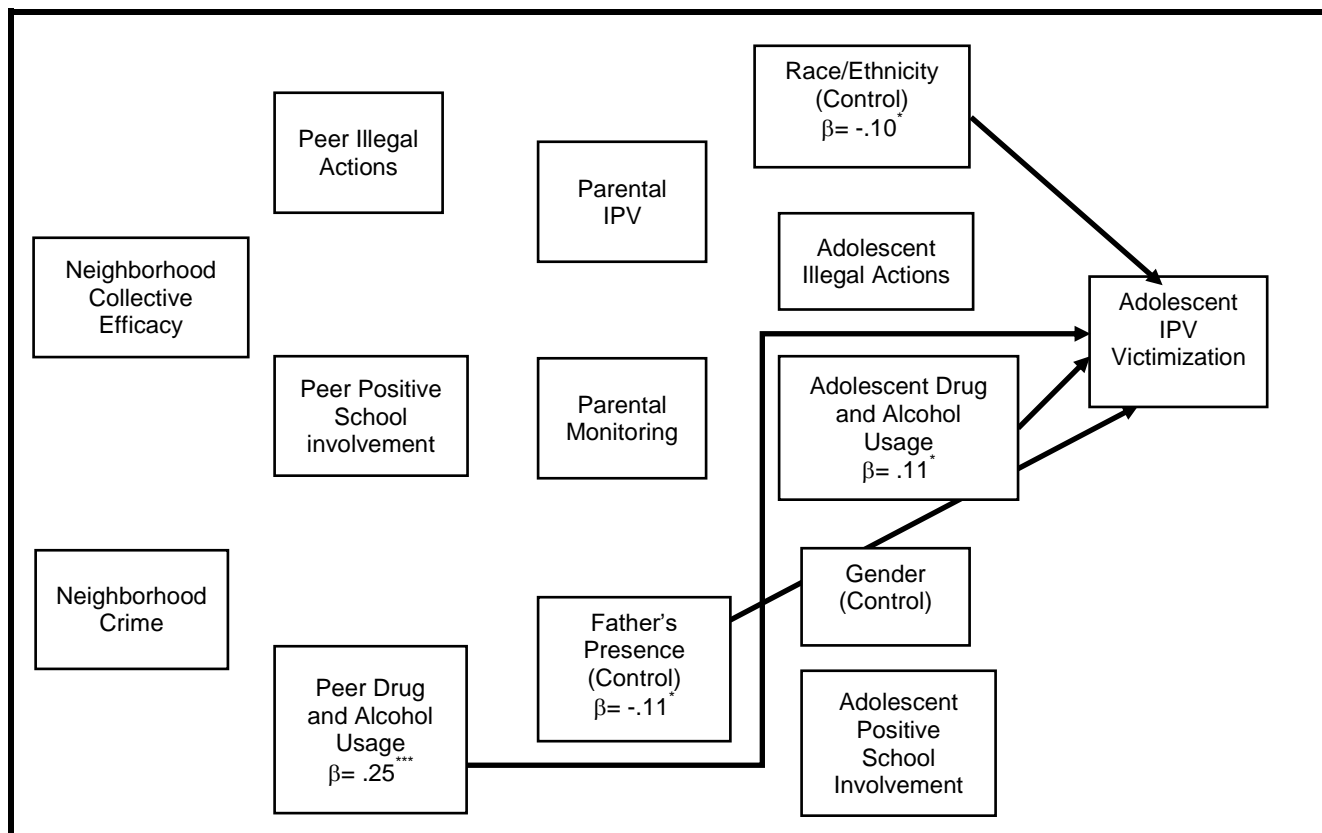 Race/Ethnicity
(Control)
β= -.10*
Peer Illegal
Actions
Parental
IPV
Adolescent
Illegal Actions
Neighborhood
Collective
Efficacy
Adolescent
IPV
Victimization
Peer Positive
School
involvement
Parental
Monitoring
Adolescent Drug
and Alcohol
Usage
β= .11*
Neighborhood
Crime
Gender
(Control)
Father's
Presence
(Control)
β= -.11*
Peer Drug
and Alcohol
Usage
β= .25***
Adolescent
Positive
School
Involvement